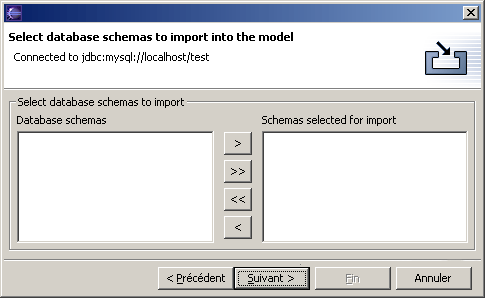 Select database schemas to import into the model
Connected to jdbc:mysql://localhost/test
Select database schemas to import
Database schemas
Schemas selected for import
>
>>
<<
<
< Précédent
Suivant >
Fin
Annuler